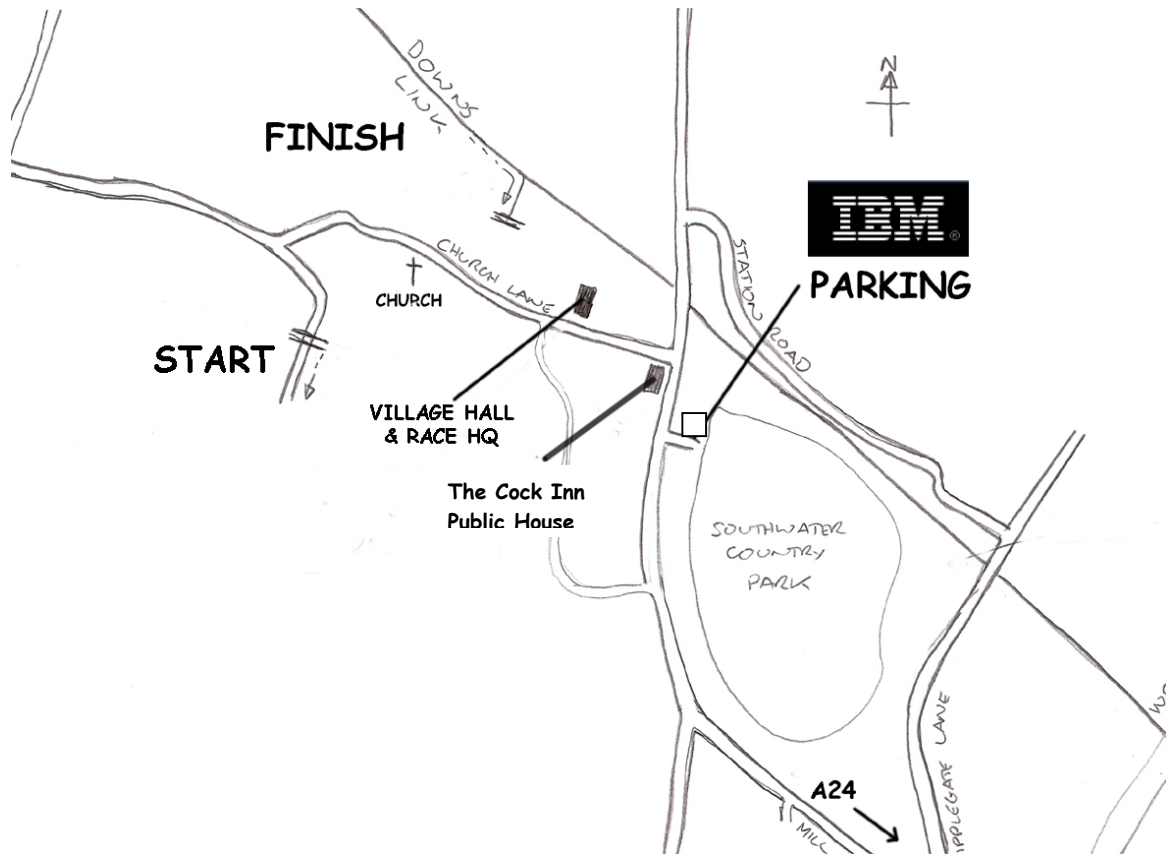 DOWNS
LINK
N
FINISH
IBM®
STATION ROAD
PARKING
CHURCH LANE
CHURCH
START
VILLAGE HALL
& RACE HQ
The Cock Inn
Public House
SOUTHWATER
COUNTRY
PARK
A24
IPPLEGATE LANE
MILL